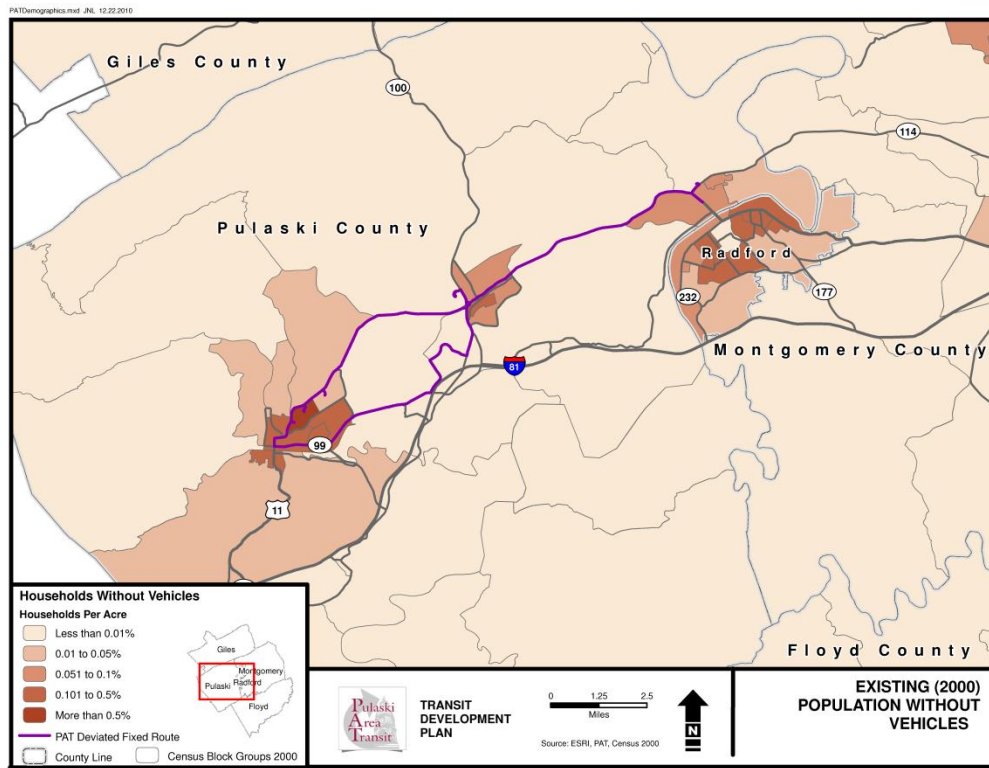 PATDemographics.mxd JNL 12.22.2010
Giles County
100
114
Pulaski County
Radford
232
177
Montgomery County
81
99
11
Floyd County
Households Without Vehicles
Households Per Acre
Less than 0.01%
0.01 to 0.05%
0.051 to 0.1%
0.101 to 0.5%
More than 0.5%
PAT Deviated Fixed Route
County Line
Census Block Groups 2000
Giles
Montgomery
Radford
Pulaski
Floyd
Pulaski
Area
Transit
TRANSIT
DEVELOPMENT
PLAN
0 1.25 2.5
Miles
Source: ESRI, PAT, Census 2000
N
EXISTING (2000)
POPULATION WITHOUT
VEHICLES